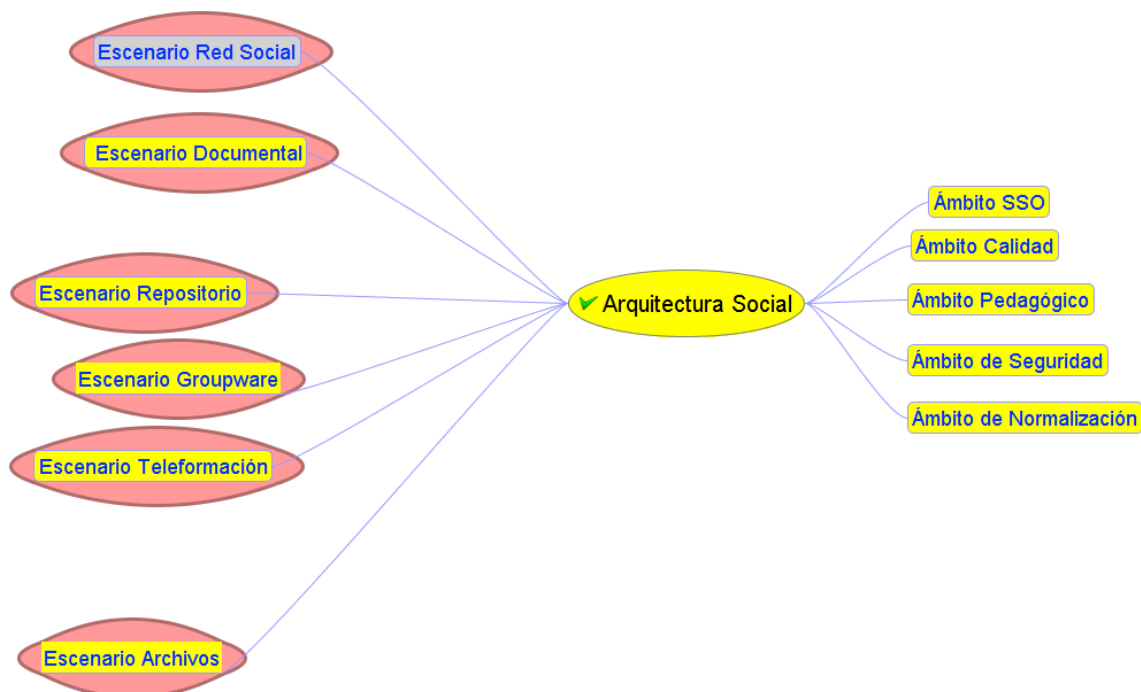 Escenario Red Social
Escenario Documental
Escenario Repositorio
Escenario Groupware
Escenario Teleformación
Escenario Archivos
Arquitectura Social
Ámbito SSO
Ámbito Calidad
Ámbito Pedagógico
Ámbito de Seguridad
Ámbito de Normalización